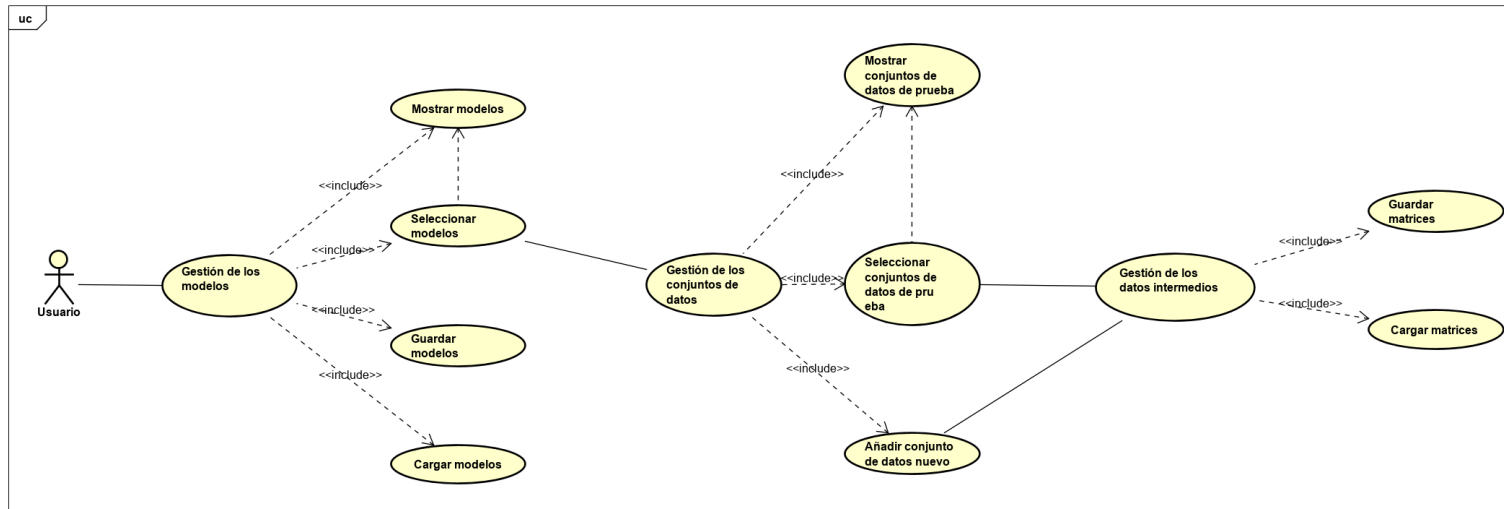 uc
Mostrar
conjuntos de
datos de prueba
Mostrar modelos
<<include>>
<<include>>
Seleccionar
modelos
<<include>>
Guardar
matrices
<<include>>
Usuario
Gestión de los
modelos
Gestión de los
conjuntos de
datos
<<include>>
Seleccionar
conjuntos de
datos de pru
eba
Gestión de los
datos intermedios
<<include>>
<<include>>
Guardar
modelos
Cargar matrices
<<include>>
<<include>>
Cargar modelos
Añadir conjunto
de datos nuevo